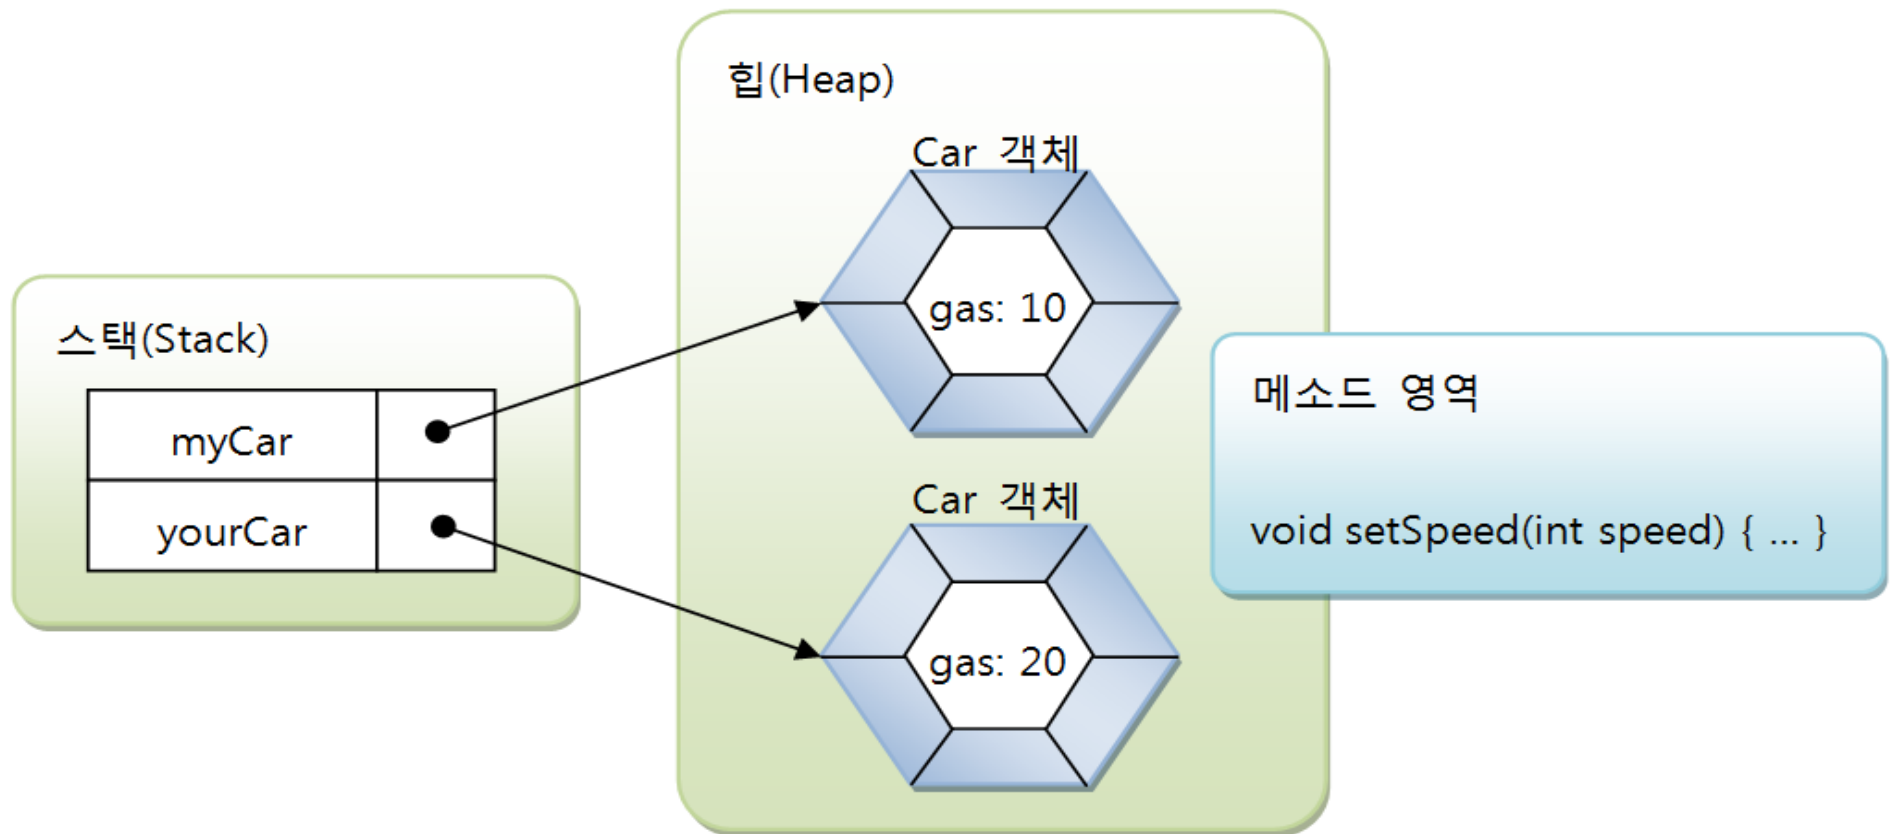 힙(Heap)
Car 객체
gas: 10
스택(Stack)
myCar
yourCar
메소드 영역
void setSpeed(int speed) { ... }
Car 객체
gas: 20